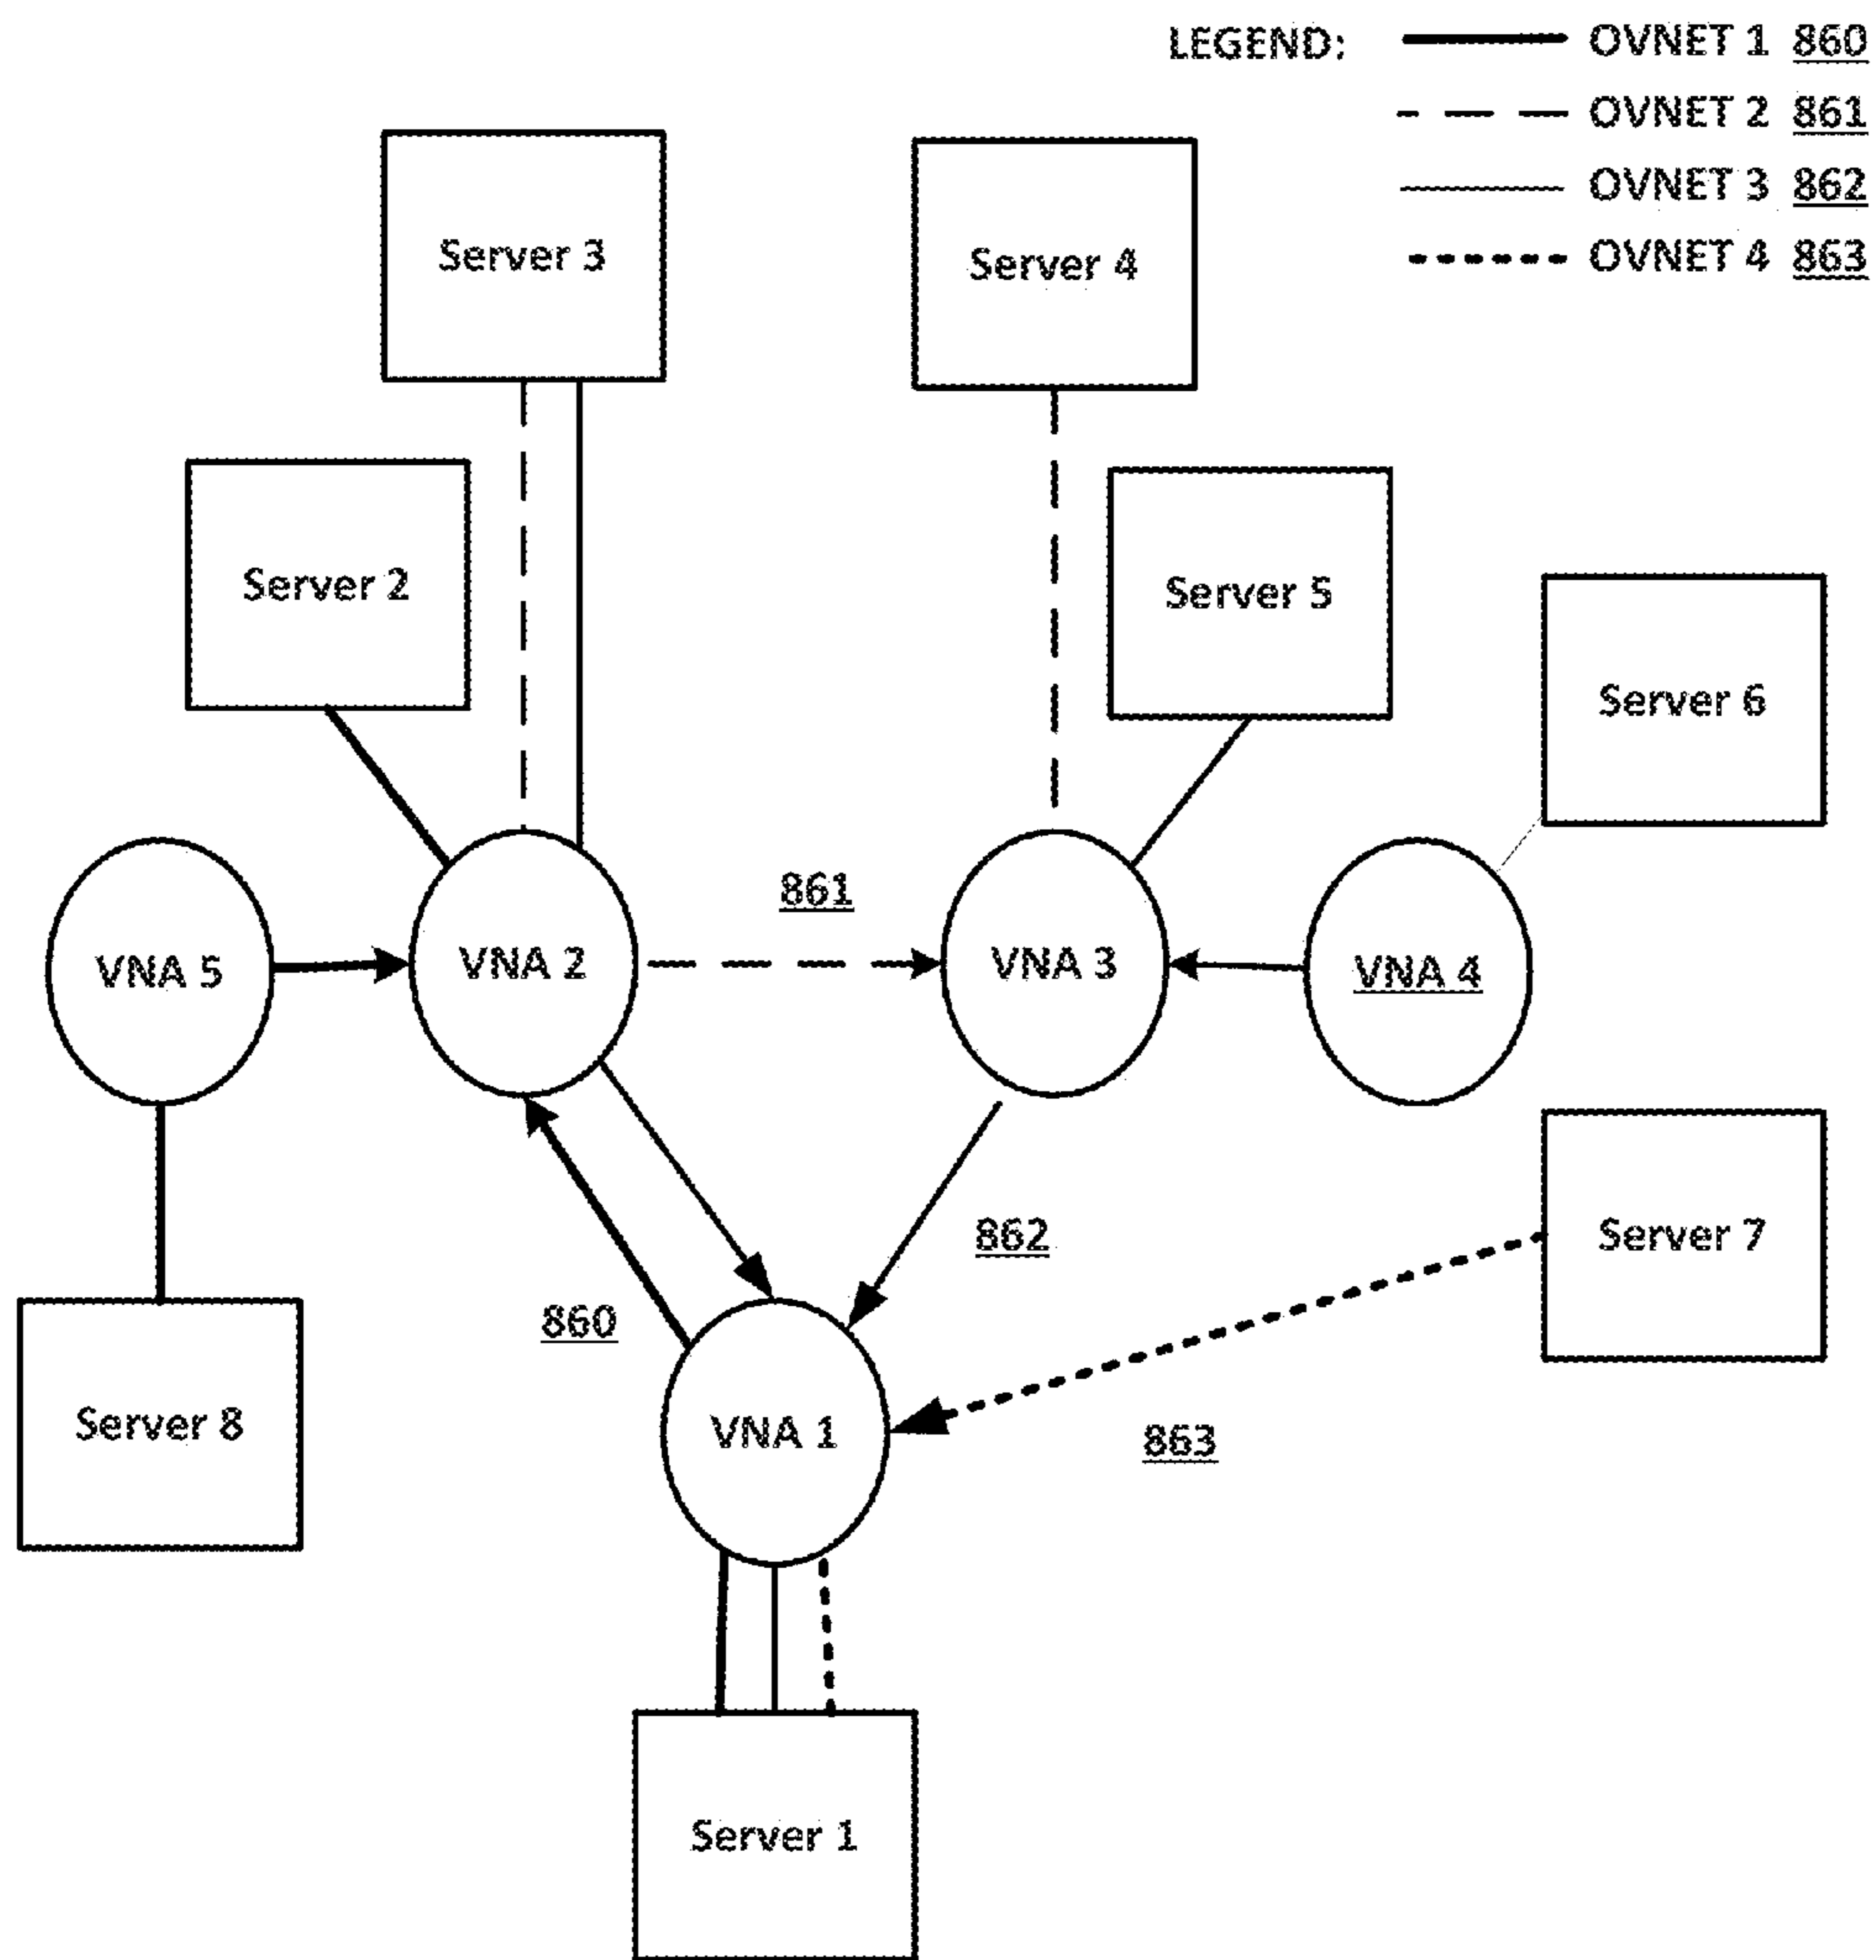 LEGEND:
OVNET 1 860
OVNET 2 861
OVNET 3 862
OVNET 4 863
Server 3
Server 4
Server 2
Server 5
Server 6
861
VNA 5
VNA 2
VNA 3
VNA 4
862
Server 7
860
Server 8
VNA 1
863
Server 1